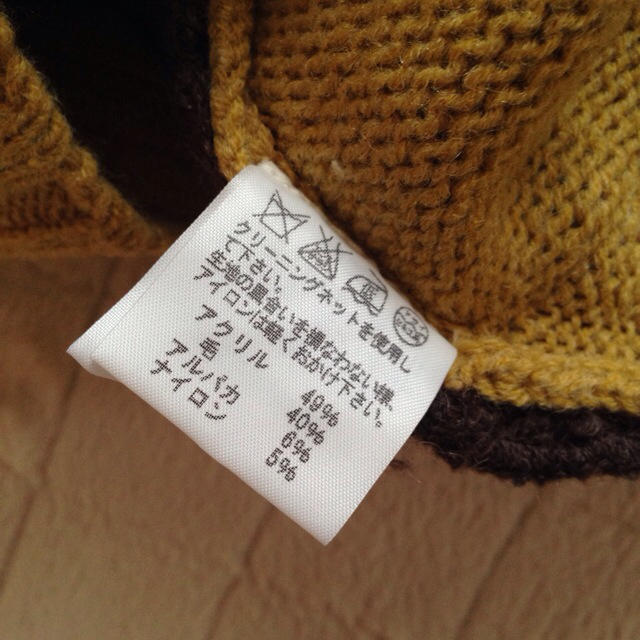 クリーニングネットを使用し
て下さい。
生地の風合いを損なわない様、
アイロンは軽くおかけ下さい。
アクリル 49%
毛 40%
アルパカ 6%
ナイロン 5%